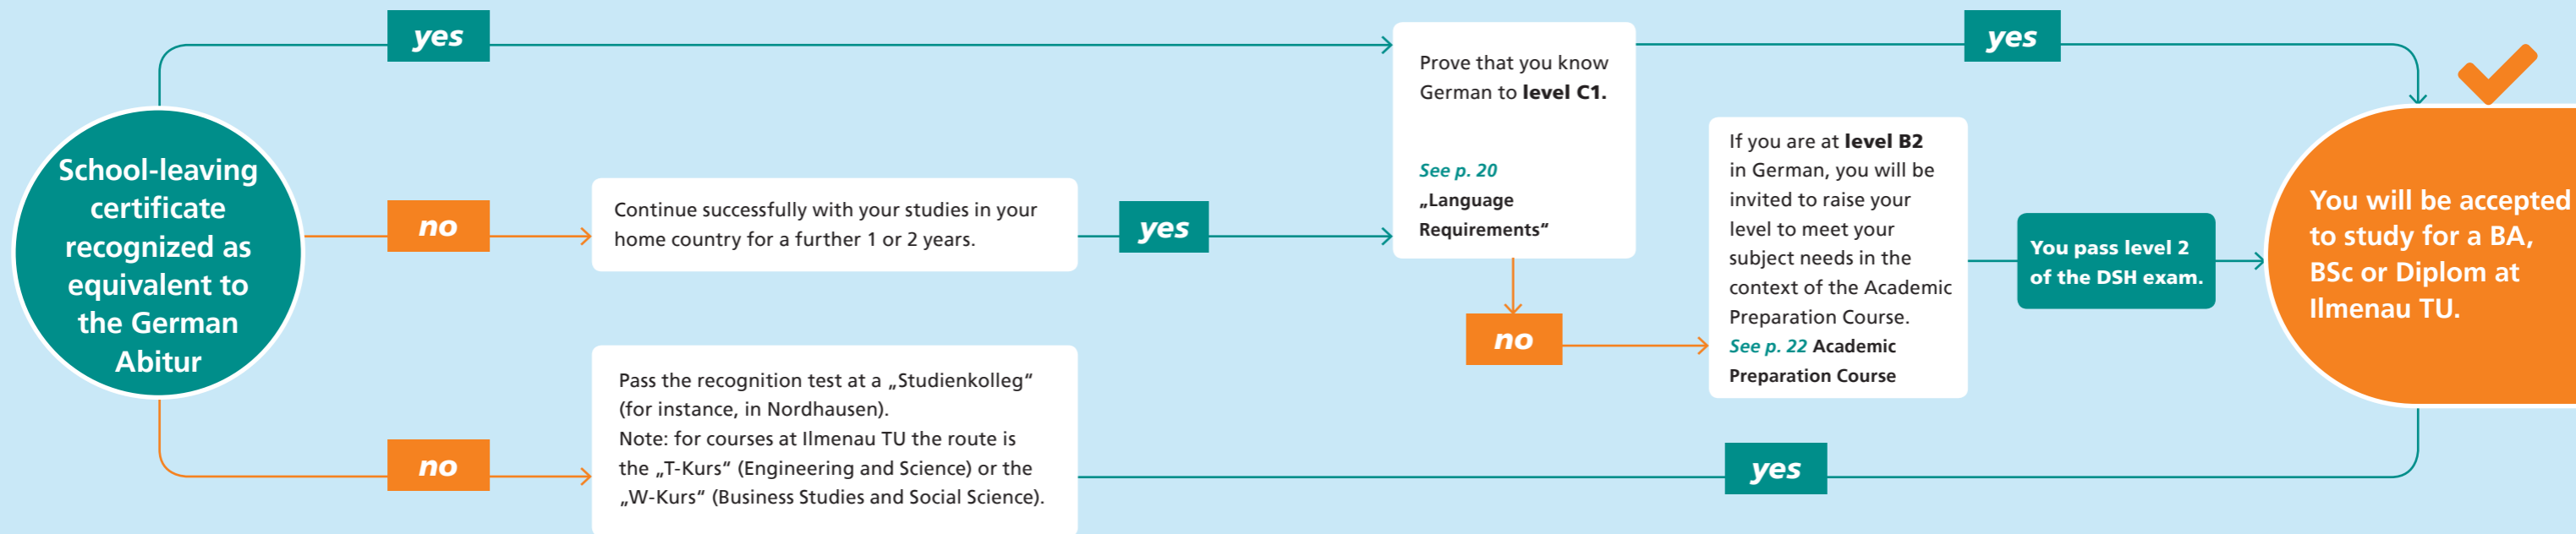 School-leaving
certificate
recognized as
equivalent to
the German
Abitur
yes
no
Continue successfully with your studies in your
home country for a further 1 or 2 years.
yes
no
Pass the recognition test at a „Studienkolleg“
(for instance, in Nordhausen).
Note: for courses at Ilmenau TU the route is
the „T-Kurs“ (Engineering and Science) or the
„W-Kurs“ (Business Studies and Social Science).
Prove that you know
German to level C1.
See p. 20
„Language
Requirements“
yes
no
If you are at level B2
in German, you will be
invited to raise your
level to meet your
subject needs in the
context of the Academic
Preparation Course.
See p. 22 Academic
Preparation Course
You pass level 2
of the DSH exam.
yes
You will be accepted
to study for a BA,
BSc or Diplom at
Ilmenau TU.